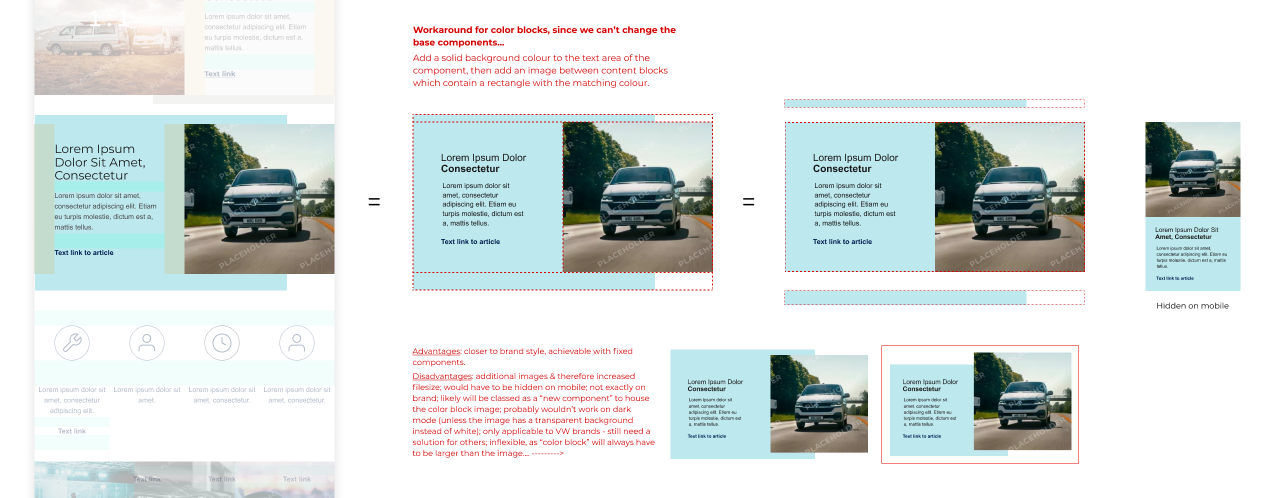 Lorem ipsum dolor sit amet,
consectetur adipiscing elit. Etiam
eu turpis molestie, dictum est a,
mattis tellus.
Text link
Lorem Ipsum
Dolor Sit Amet,
Consectetur
Lorem ipsum dolor sit amet,
consectetur adipiscing elit. Etiam
eu turpis molestie, dictum est a,
mattis tellus.
Text link to article
PLACEHOLDER
Lorem ipsum dolor sit
amet, consectetur
adipiscing elit.
Text link
Lorem ipsum dolor sit
amet.
Lorem ipsum dolor sit
amet, consectetur.
Lorem ipsum dolor sit
amet, consectetur.
Text link
Text link
Text link
Workaround for color blocks, since we can't change the
base components...
Add a solid background colour to the text area of the
component, then add an image between content blocks
which contain a rectangle with the matching colour.
=
Lorem Ipsum Dolor
Consectetur
Lorem ipsum dolor sit
amet, consectetur
adipiscing elit. Etiam eu
turpis molestie, dictum est
a, mattis tellus.
Text link to article
PLACEHOLDER
=
Lorem Ipsum Dolor
Consectetur
Lorem ipsum dolor sit
amet, consectetur
adipiscing elit. Etiam eu
turpis molestie, dictum est
a, mattis tellus.
Text link to article
PLACEHOLDER
Lorem Ipsum Dolor Sit
Amet, Consectetur
Lorem ipsum dolor sit amet,
consectetur adipiscing elit. Etiam
eu turpis molestie, dictum est a, mattis
tellus.
Text link to article
Hidden on mobile
Advantages: closer to brand style, achievable with fixed
components.
Disadvantages: additional images & therefore increased
filesize; would have to be hidden on mobile; not exactly on
brand; likely will be classed as a “new component” to house
the color block image; probably wouldn’t work on dark
mode (unless the image has a transparent background
instead of white); only applicable to VW brands - still need a
solution for others; inflexible, as “color block” will always have
to be larger than the image... --------->
Lorem Ipsum Dolor
Consectetur
Lorem ipsum dolor sit
amet, consectetur
adipiscing elit. Etiam eu
turpis molestie, dictum est
a, mattis tellus.
Text link to article
PLACEHOLDER
Lorem Ipsum Dolor
Consectetur
Lorem ipsum dolor sit
amet, consectetur
adipiscing elit. Etiam eu
turpis molestie, dictum est
a, mattis tellus.
Text link to article
PLACEHOLDER